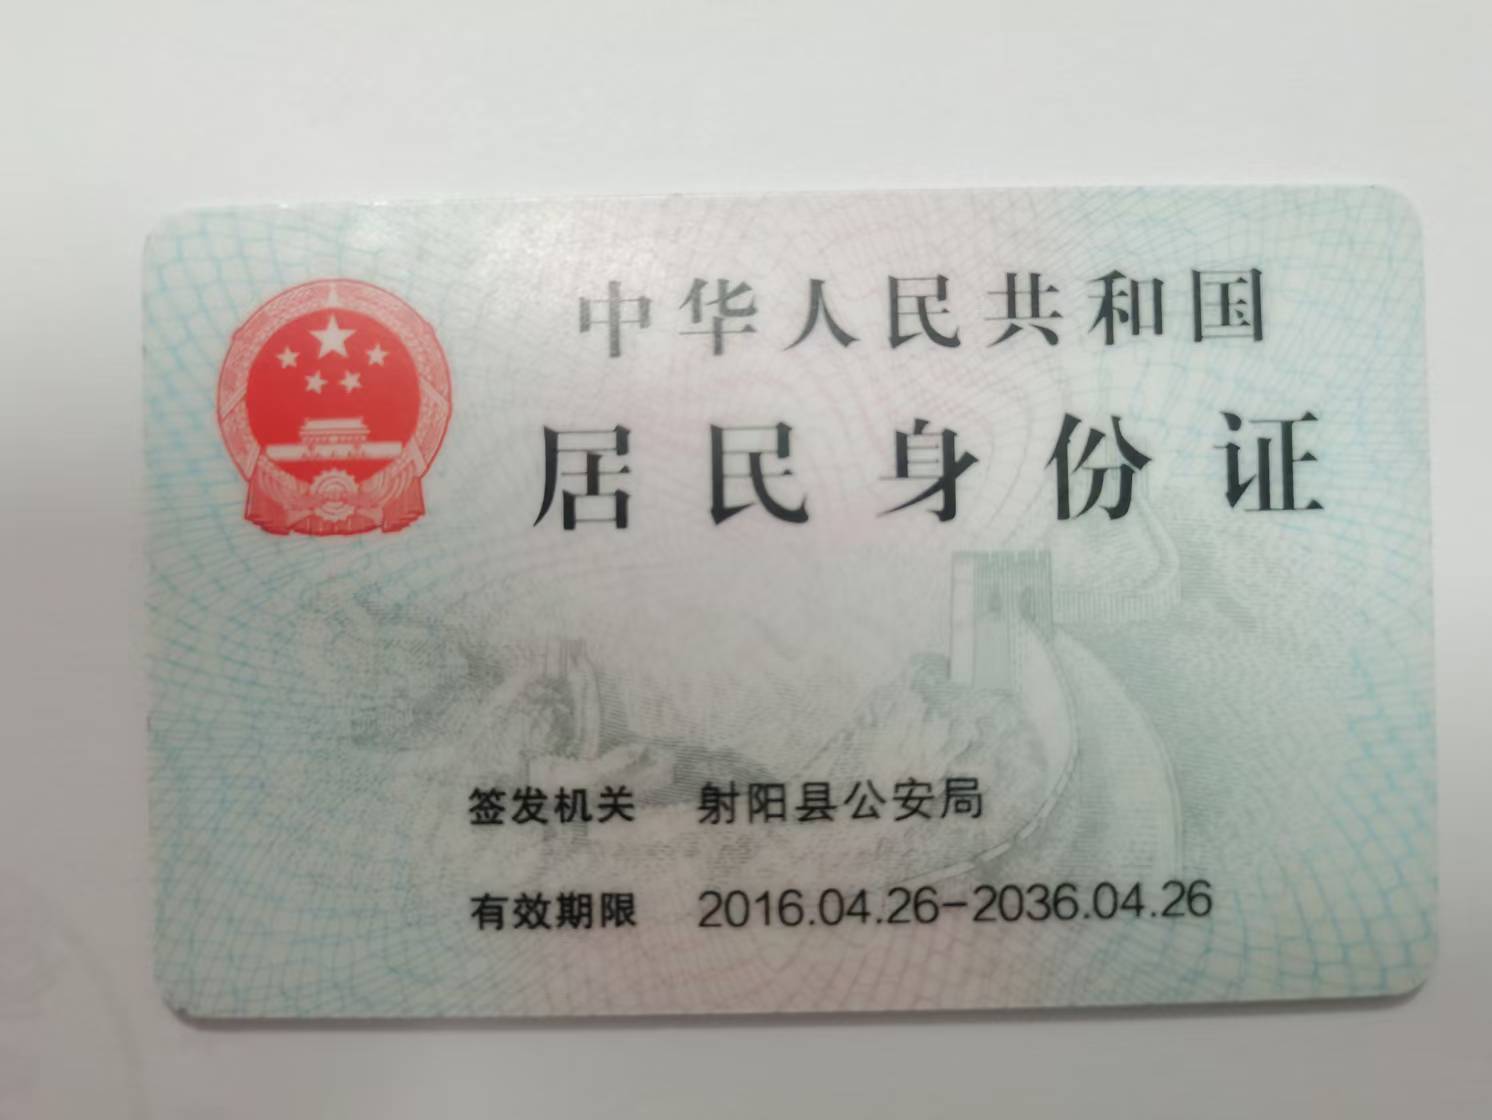 中华人民共和国
居民身份证
签发机关 射阳县公安局
有效期限 2016.04.26-2036.04.26